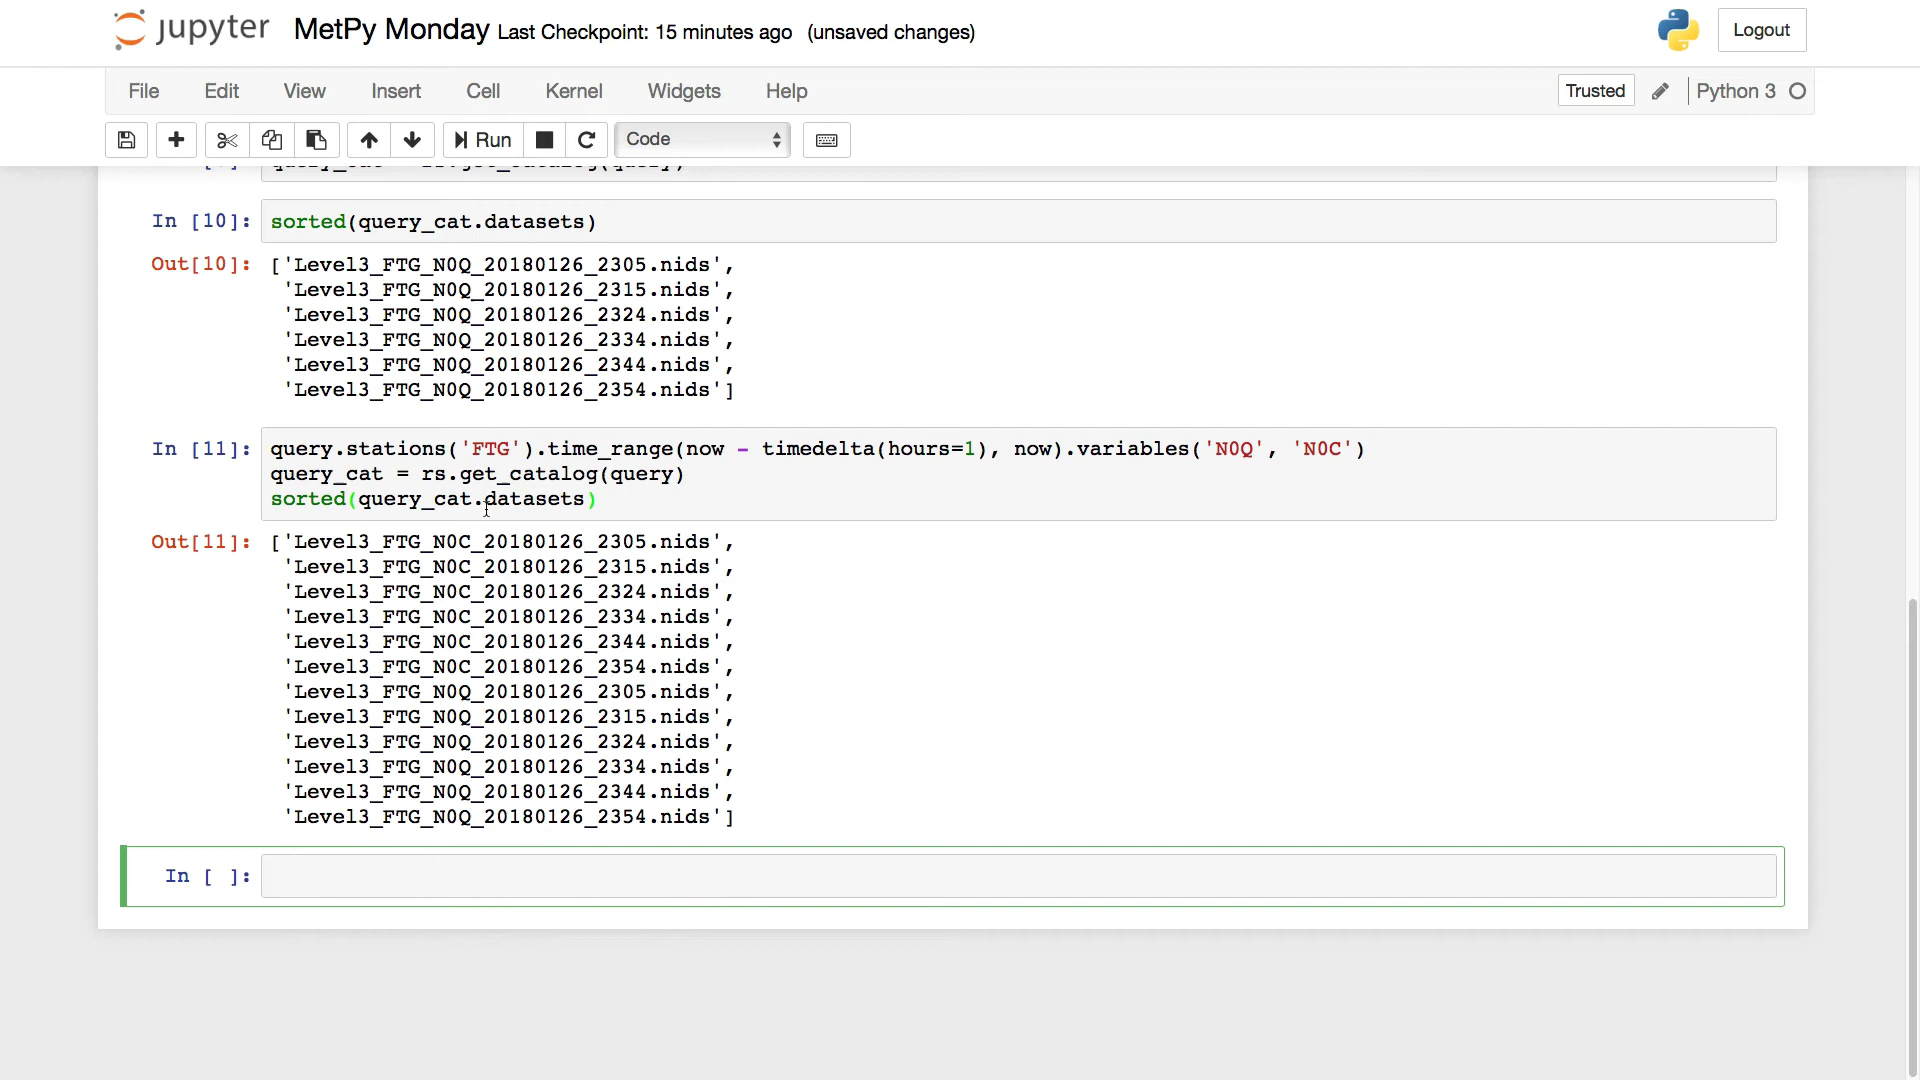 jupyter MetPy Monday Last Checkpoint: 15 minutes ago (unsaved changes) Logout
File Edit View Insert Cell Kernel Widgets Help Trusted Python 3
Run Code
In [10]: sorted(query_cat.datasets)
Out[10]: ['Level3_FTG_N0Q_20180126_2305.nids',
'Level3_FTG_N0Q_20180126_2315.nids',
'Level3_FTG_N0Q_20180126_2324.nids',
'Level3_FTG_N0Q_20180126_2334.nids',
'Level3_FTG_N0Q_20180126_2344.nids',
'Level3_FTG_N0Q_20180126_2354.nids']
In [11]: query.stations('FTG').time_range(now - timedelta(hours=1), now).variables('N0Q', 'N0C')
query_cat = rs.get_catalog(query)
sorted(query_cat.datasets)
Out[11]: ['Level3_FTG_N0C_20180126_2305.nids',
'Level3_FTG_N0C_20180126_2315.nids',
'Level3_FTG_N0C_20180126_2324.nids',
'Level3_FTG_N0C_20180126_2334.nids',
'Level3_FTG_N0C_20180126_2344.nids',
'Level3_FTG_N0C_20180126_2354.nids',
'Level3_FTG_N0Q_20180126_2305.nids',
'Level3_FTG_N0Q_20180126_2315.nids',
'Level3_FTG_N0Q_20180126_2324.nids',
'Level3_FTG_N0Q_20180126_2334.nids',
'Level3_FTG_N0Q_20180126_2344.nids',
'Level3_FTG_N0Q_20180126_2354.nids']
In [ ]: